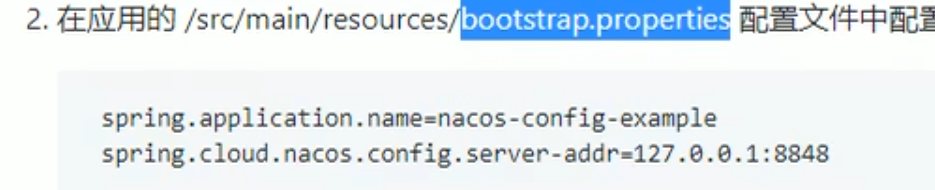 2. 在应用的 /src/main/resources/bootstrap.properties 配置文件中配置
spring.application.name=nacos-config-example
spring.cloud.nacos.config.server-addr=127.0.0.1:8848